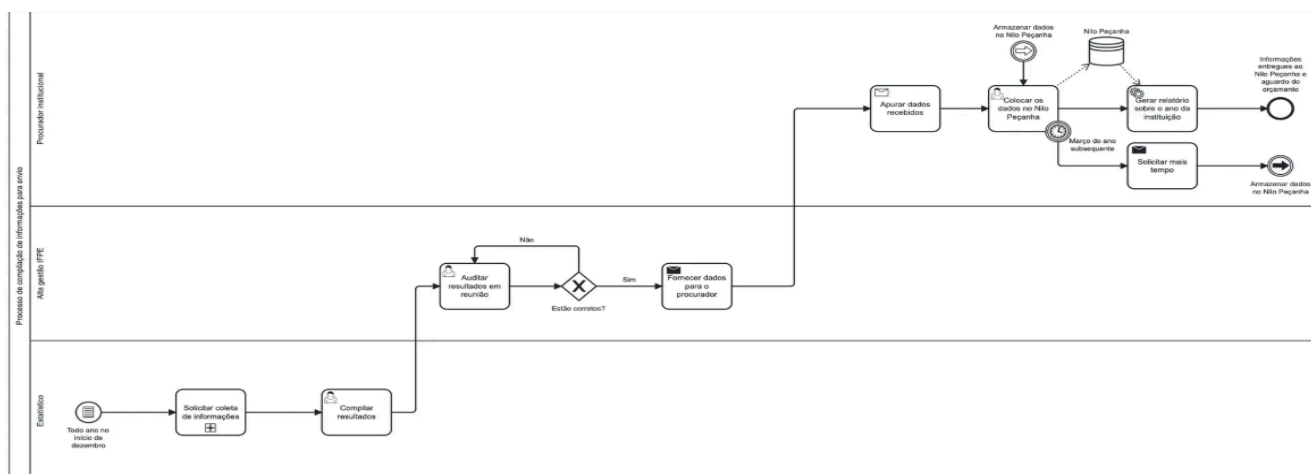 Processo de compilação de informações para envio
Procurador institucional
Armazenar dados
no Nilo Peçanha
Nilo Peçanha
Informações
entregues ao
Nilo Peçanha e
aguardo do
orçamento
Apurar dados
recebidos
Colocar os
dados no Nilo
Peçanha
Gerar relatório
sobre o ano da
instituição
Março do ano
subsequente
Solicitar mais
tempo
Armazenar dados
no Nilo Peçanha
Alta gestão IFPE
Não
Auditar
resultados em
reunião
Estão corretos?
Sim
Fornecer dados
para o
procurador
Estatístico
Todo ano no
início de
dezembro
Solicitar coleta
de informações
Compilar
resultados